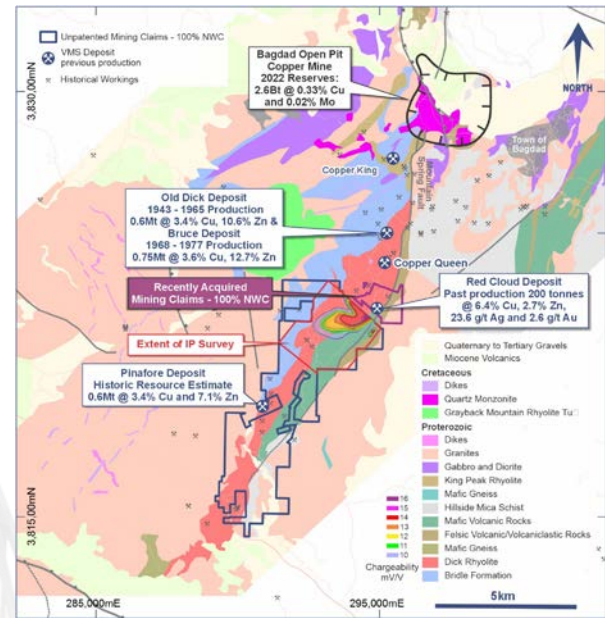 Unpatented Mining Claims - 100% NWC
VMS Deposit
previous production
Historical Workings
Bagdad Open Pit
Copper Mine
2022 Reserves:
2.6Bt @ 0.33% Cu
and 0.02% Mo
NORTH
3,830,000mN
Town of
Bagdad
Mountain
Spring Fault
Copper King
Old Dick Deposit
1943 - 1965 Production
0.6Mt @ 3.4% Cu, 10.6% Zn &
Bruce Deposit
1968 - 1977 Production
0.75Mt @ 3.6% Cu, 12.7% Zn
Copper Queen
Recently Acquired
Mining Claims - 100% NWC
Red Cloud Deposit
Past production 200 tonnes
@ 6.4% Cu, 2.7% Zn,
23.6 g/t Ag and 2.6 g/t Au
Extent of IP Survey
Pinafore Deposit
Historic Resource Estimate
0.6Mt @ 3.4% Cu and 7.1% Zn
Quaternary to Tertiary Gravels
Miocene Volcanics
Cretaceous
Dikes
Quartz Monzonite
Grayback Mountain Rhyolite Tu
Proterozoic
Dikes
Granites
Gabbro and Diorite
King Peak Rhyolite
Mafic Gneiss
Hillside Mica Schist
Mafic Volcanic Rocks
Felsic Volcanic/Volcaniclastic Rocks
Mafic Gneiss
Dick Rhyolite
Bridle Formation
16
15
14
13
12
11
10
Chargeability
mV/V
3,815,000mN
285,000mE
295,000mE
5km